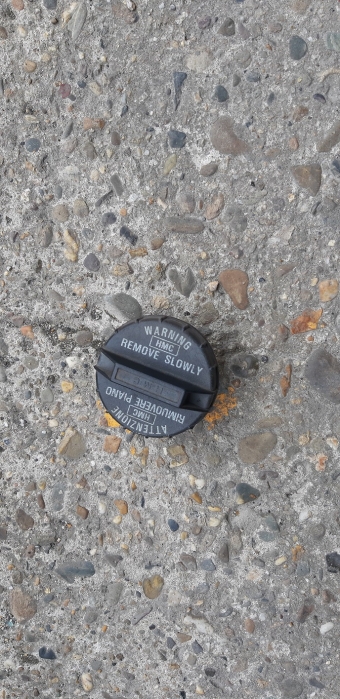 WARNING
HMC
REMOVE SLOWLY
ATTENZIONE
HMC
RIMUOVERE PIANO